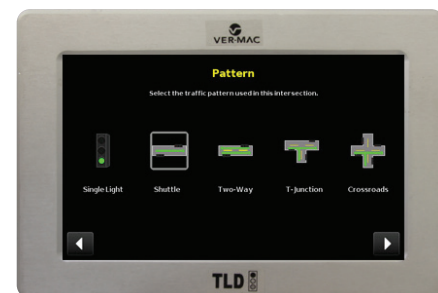 VER-MAC
Pattern
Select the traffic pattern used in this intersection.
Single Light
Shuttle
Two-Way
T-Junction
Crossroads
TLD